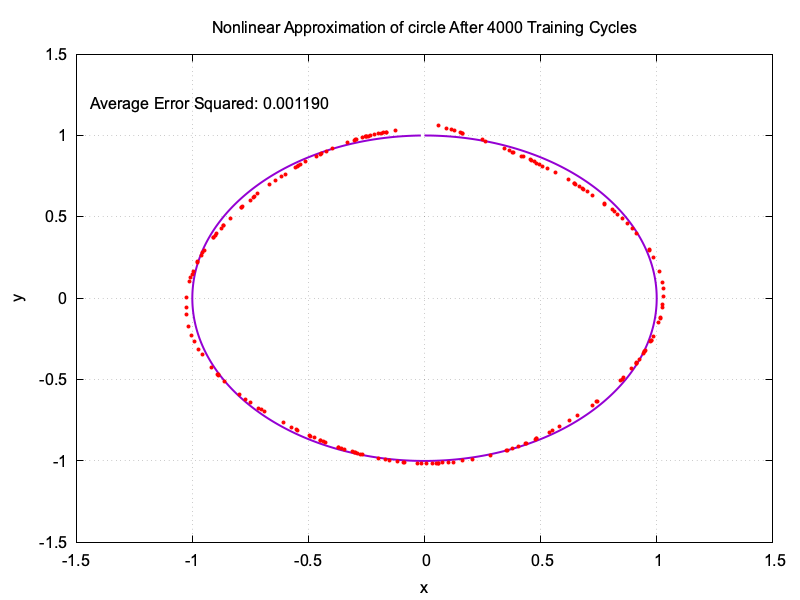 Nonlinear Approximation of circle After 4000 Training Cycles
1.5
Average Error Squared: 0.001190
1
0.5
y
0
-0.5
-1
-1.5
-1.5 -1 -0.5 0 0.5 1 1.5
x